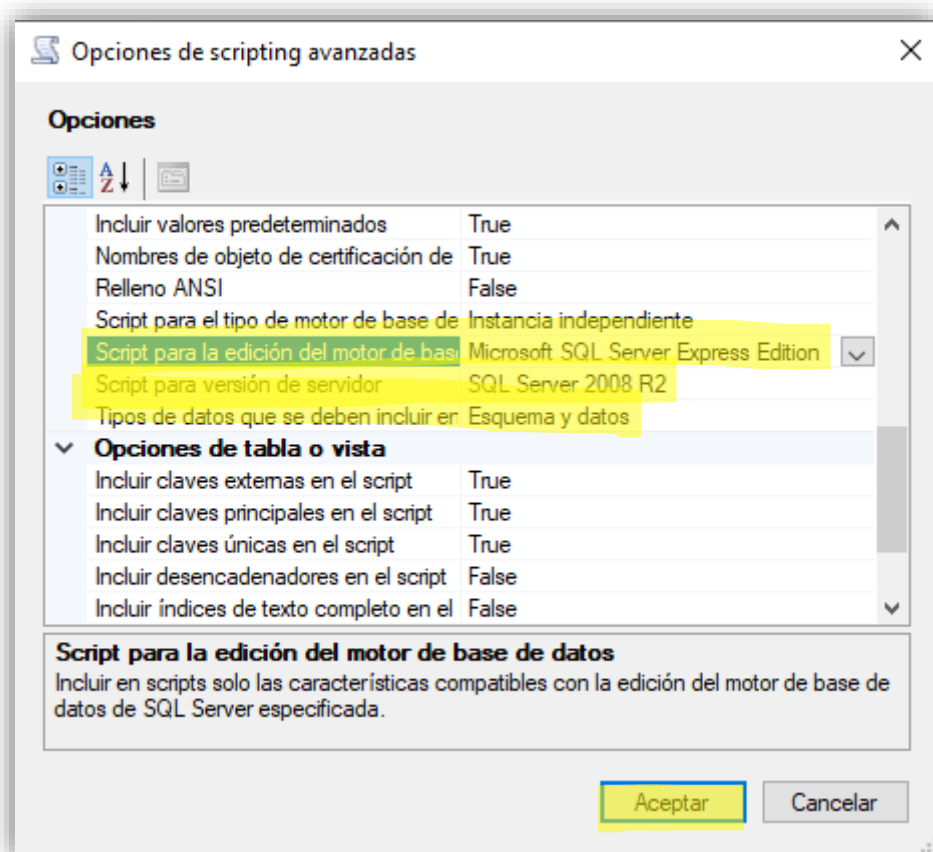 Opciones de scripting avanzadas
Opciones
Incluir valores predeterminados True
Nombres de objeto de certificación de True
Relleno ANSI False
Script para el tipo de motor de base de Instancia independiente
Script para la edición del motor de bas Microsoft SQL Server Express Edition
Script para versión de servidor SQL Server 2008 R2
Tipos de datos que se deben incluir en Esquema y datos
Opciones de tabla o vista
Incluir claves externas en el script True
Incluir claves principales en el script True
Incluir claves únicas en el script True
Incluir desencadenadores en el script False
Incluir índices de texto completo en el False
Script para la edición del motor de base de datos
Incluir en scripts solo las características compatibles con la edición del motor de base de
datos de SQL Server especificada.
Aceptar Cancelar